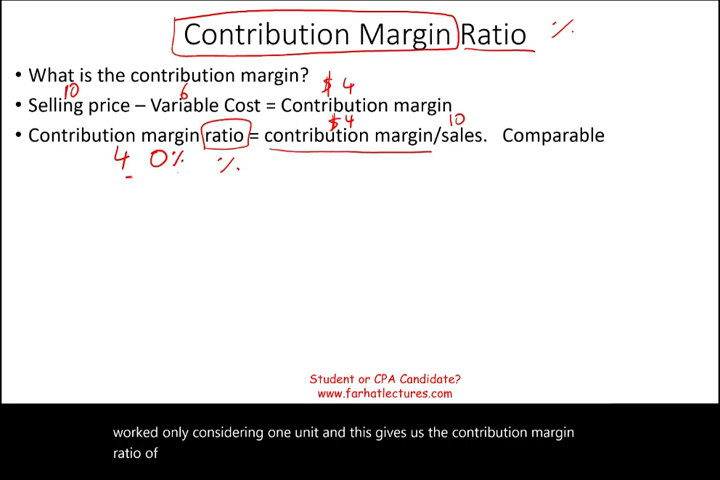 Contribution Margin Ratio %
• What is the contribution margin?
10 6 $ 4
• Selling price – Variable Cost = Contribution margin
$4 10
• Contribution margin ratio = contribution margin/sales. Comparable
4 0% %
Student or CPA Candidate?
www.farhatlectures.com
worked only considering one unit and this gives us the contribution margin
ratio of